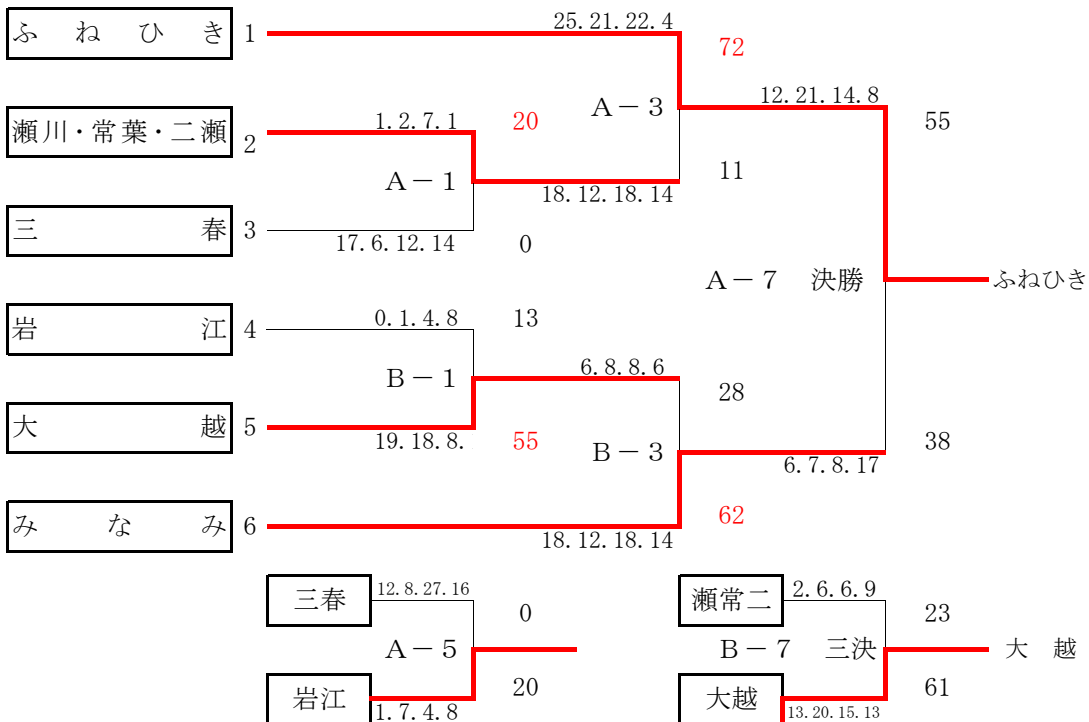 ふねひき 1
25.21.22.4
72
12.21.14.8
A－3
55
瀬川・常葉・二瀬 2
1.2.7.1
20
A－1
18.12.18.14
11
三春 3
17.6.12.14
0
A－7 決勝
ふねひき
岩江 4
0.1.4.8
13
B－1
6.8.8.6
28
大越 5
19.18.8.
55
B－3
6.7.8.17
38
みなみ 6
18.12.18.14
62
三春
12.8.27.16
0
A－5
岩江
1.7.4.8
20
瀬常二
2.6.6.9
23
B－7 三決
大越
大越
13.20.15.13
61